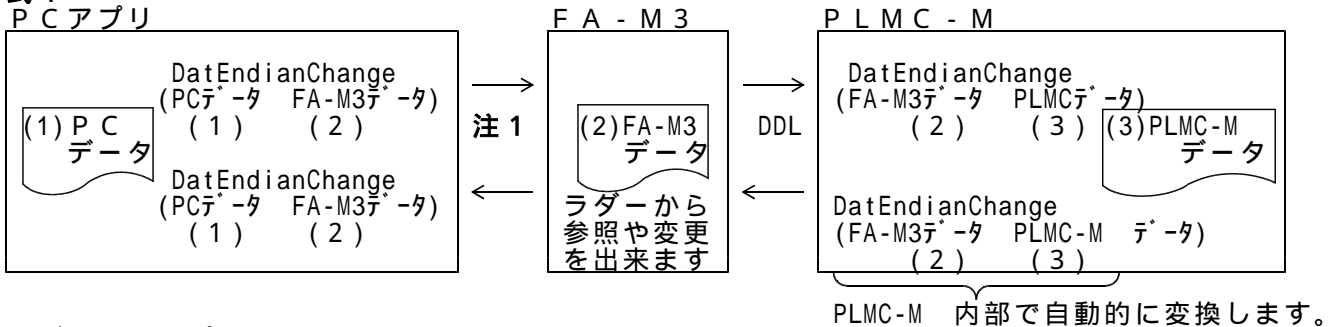 PCアプリ
FA-M3
PLMC-M
DatEndianChange
(PCデータ FA-M3データ)
(1) (2)
(1)PC
データ
DatEndianChange
(PCデータ FA-M3データ)
(1) (2)
注1
(2)FA-M3
データ
ラダーから
参照や変更
を出来ます
DDL
DatEndianChange
(FA-M3データ PLMCデータ)
(2) (3)
(3)PLMC-M
データ
DatEndianChange
(FA-M3データ PLMC-M データ)
(2) (3)
PLMC-M 内部で自動的に変換します。